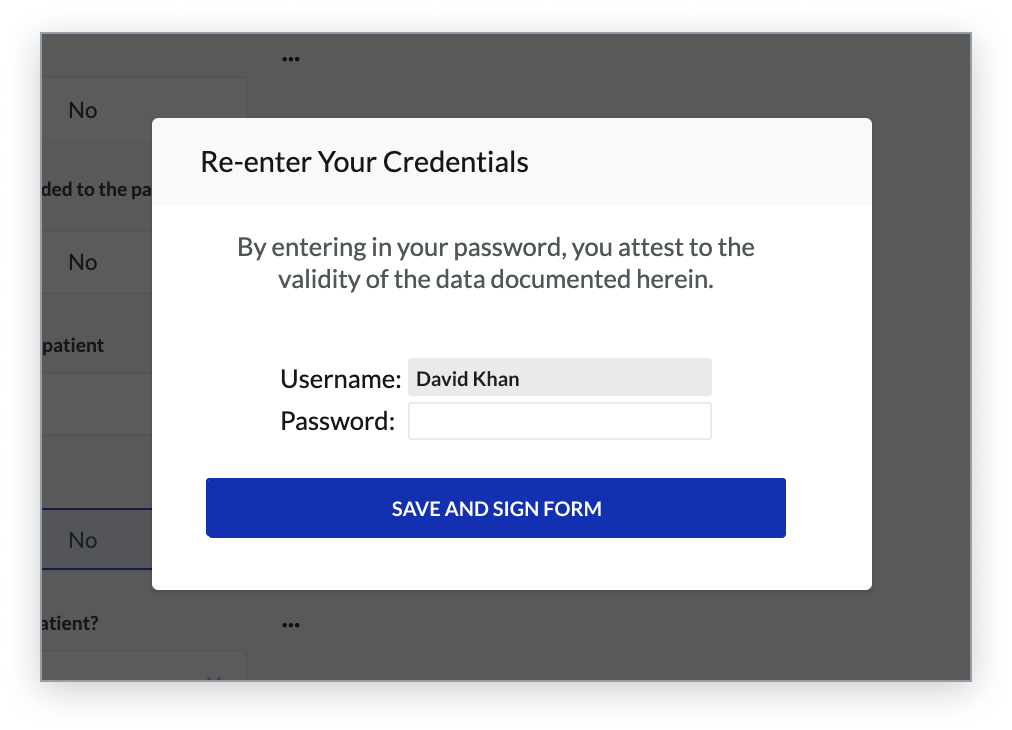 •••
No
Re-enter Your Credentials
ded to the pa
By entering in your password, you attest to the
No
validity of the data documented herein.
patient
Username: David Khan
Password:
SAVE AND SIGN FORM
No
atient?
•••